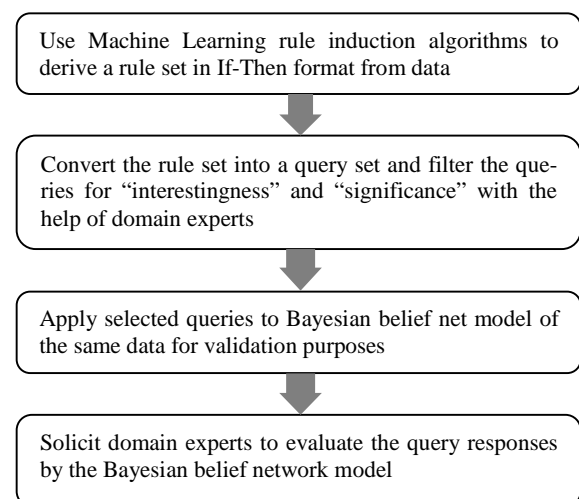 Use Machine Learning rule induction algorithms to
derive a rule set in If-Then format from data
Convert the rule set into a query set and filter the que-
ries for “interestingness” and “significance” with the
help of domain experts
Apply selected queries to Bayesian belief net model of
the same data for validation purposes
Solicit domain experts to evaluate the query responses
by the Bayesian belief network model